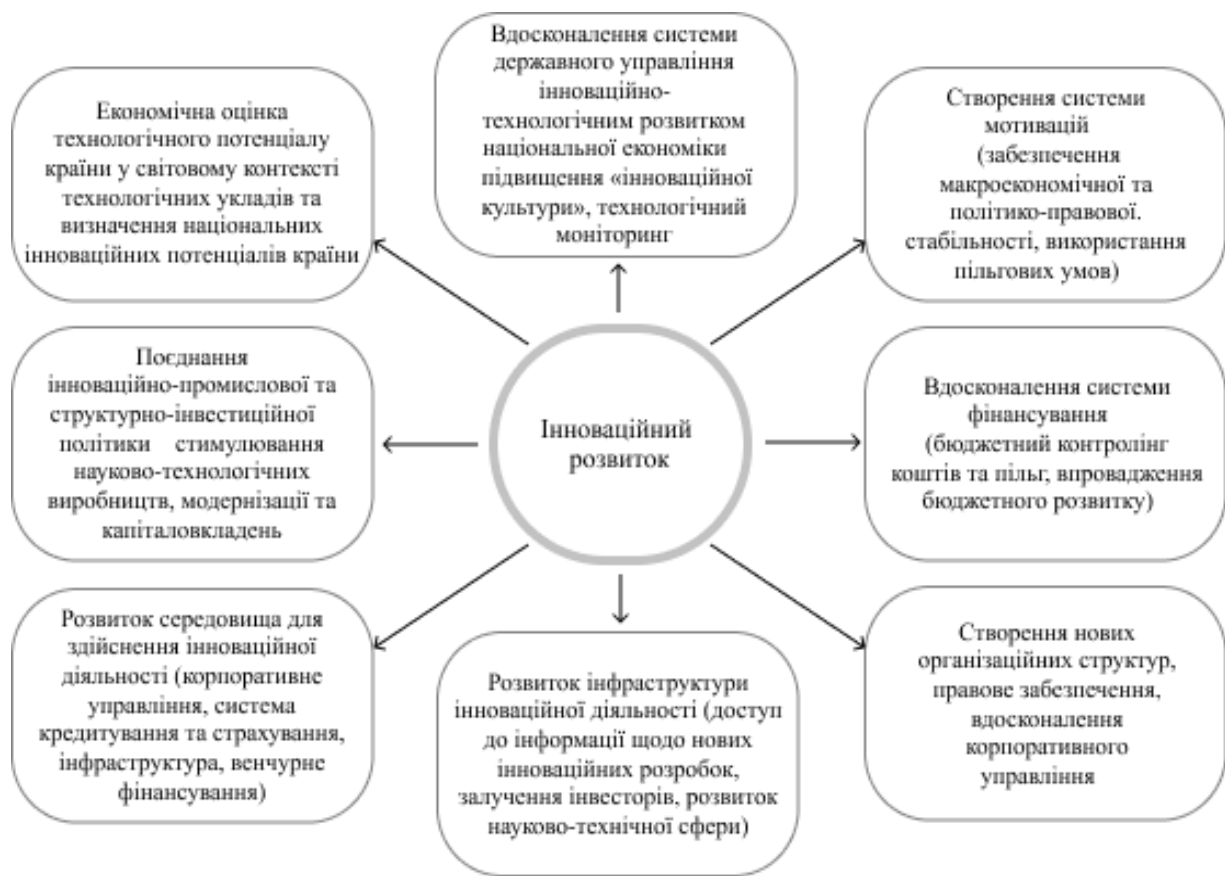 Вдосконалення системи
державного управління
інноваційно-
технологічним розвитком
національної економіки
підвищення «інноваційної
культури», технологічний
моніторинг
Економічна оцінка
технологічного потенціалу
країни у світовому контексті
технологічних укладів та
визначення національних
інноваційних потенціалів країни
Створення системи
мотивацій
(забезпечення
макроекономічної та
політико-правової.
стабільності, використання
пільгових умов)
Поєднання
інноваційно-промислової та
структурно-інвестиційної
політики стимулювання
науково-технологічних
виробництв, модернізації та
капіталовкладень
Інноваційний
розвиток
Вдосконалення системи
фінансування
(бюджетний контролінг
коштів та пільг, впровадження
бюджетного розвитку)
Розвиток середовища для
здійснення інноваційної
діяльності (корпоративне
управління, система
кредитування та страхування,
інфраструктура, венчурне
фінансування)
Розвиток інфраструктури
інноваційної діяльності (доступ
до інформації щодо нових
інноваційних розробок,
залучення інвесторів, розвиток
науково-технічної сфери)
Створення нових
організаційних структур,
правове забезпечення,
вдосконалення
корпоративного
управління